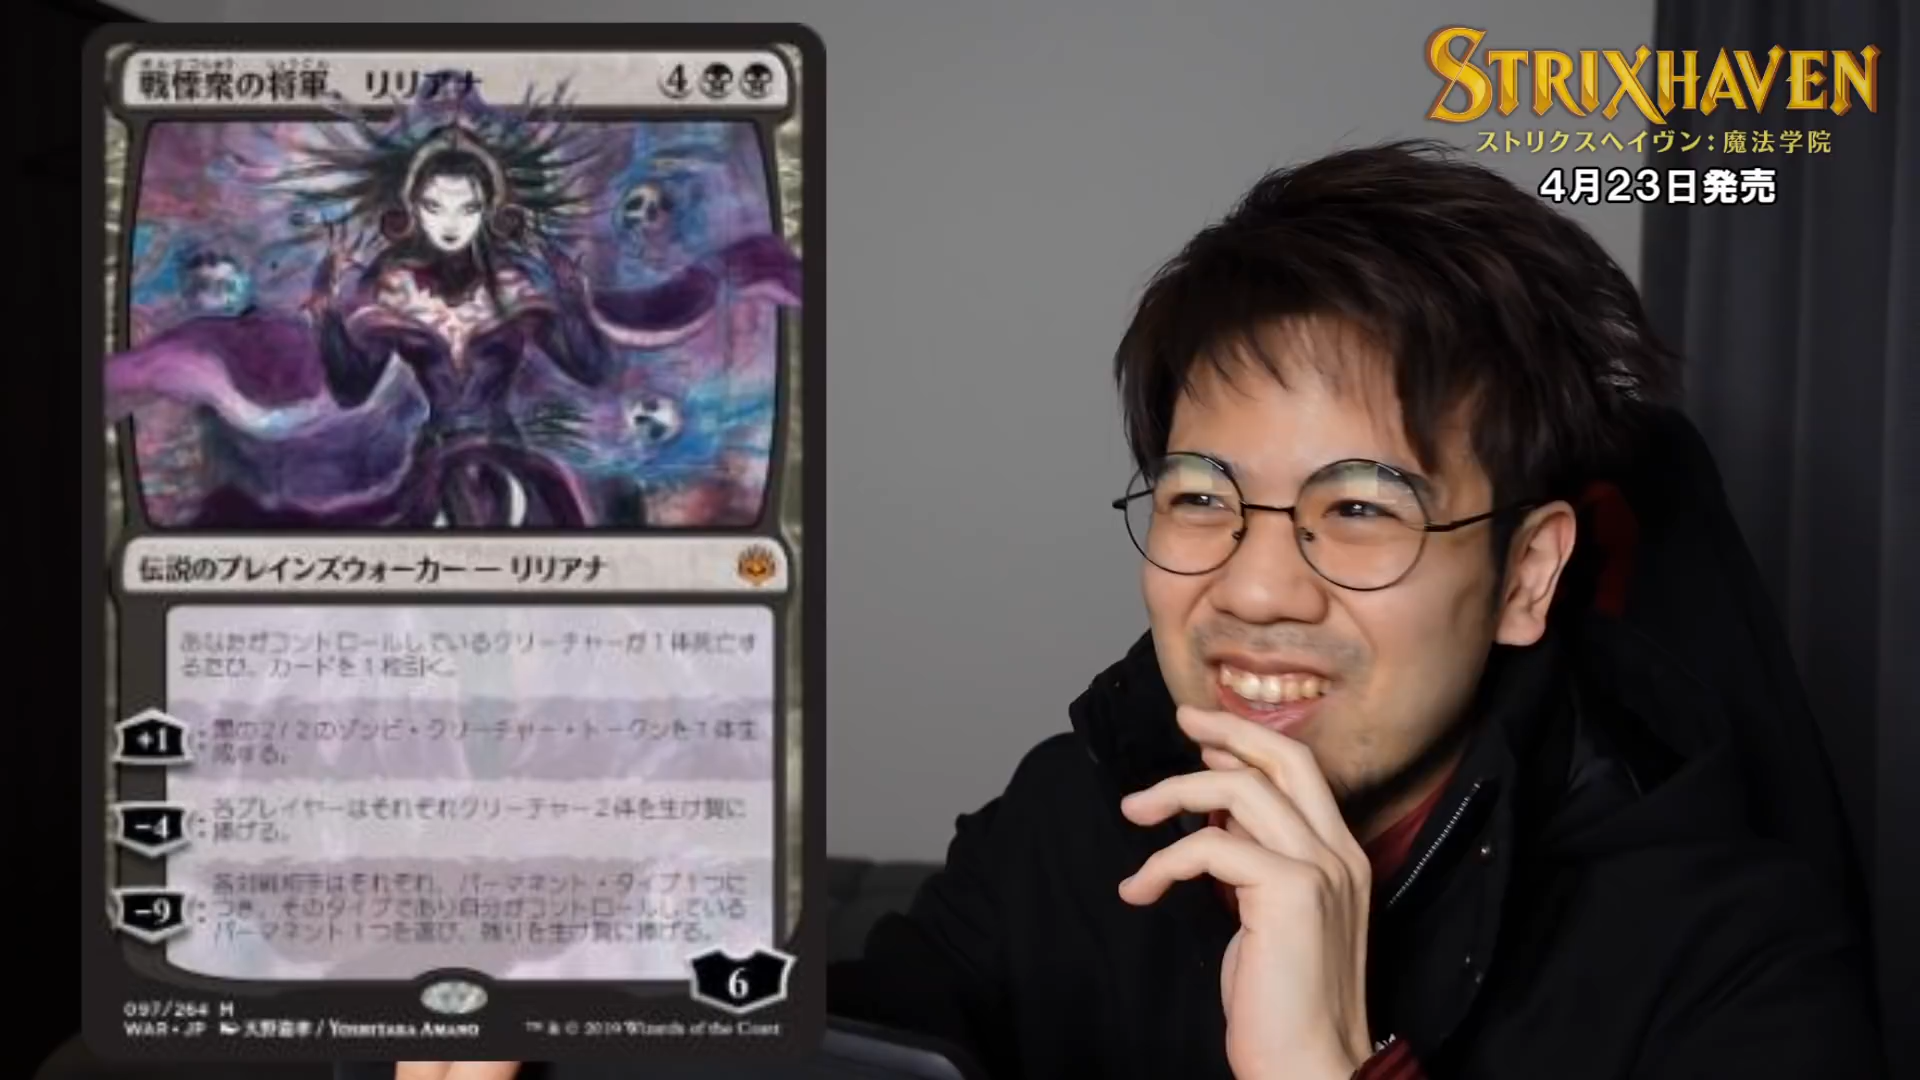 戦慄衆の将軍、リリアナ
4
伝説のプレインズウォーカー ― リリアナ
あなたがコントロールしているクリーチャーが1体死亡す
るたび、カードを1枚引く。
+1
: 黒の2/2のゾンビ・クリーチャー・トークンを1体生
成する。
-4
: 各プレイヤーはそれぞれクリーチャー2体を生け贄に
捧げる。
-9
: 各対戦相手はそれぞれ、パーマネント・タイプ1つに
つき、そのタイプであり自分がコントロールしている
パーマネント1つを選び、残りを生け贄に捧げる。
6
097/264 M
WAR・JP 天野喜孝 / YOSHITAKA AMANO
™ & © 2019 Wizards of the Coast
STRIXHAVEN
ストリクスヘイヴン:魔法学院
4月23日発売